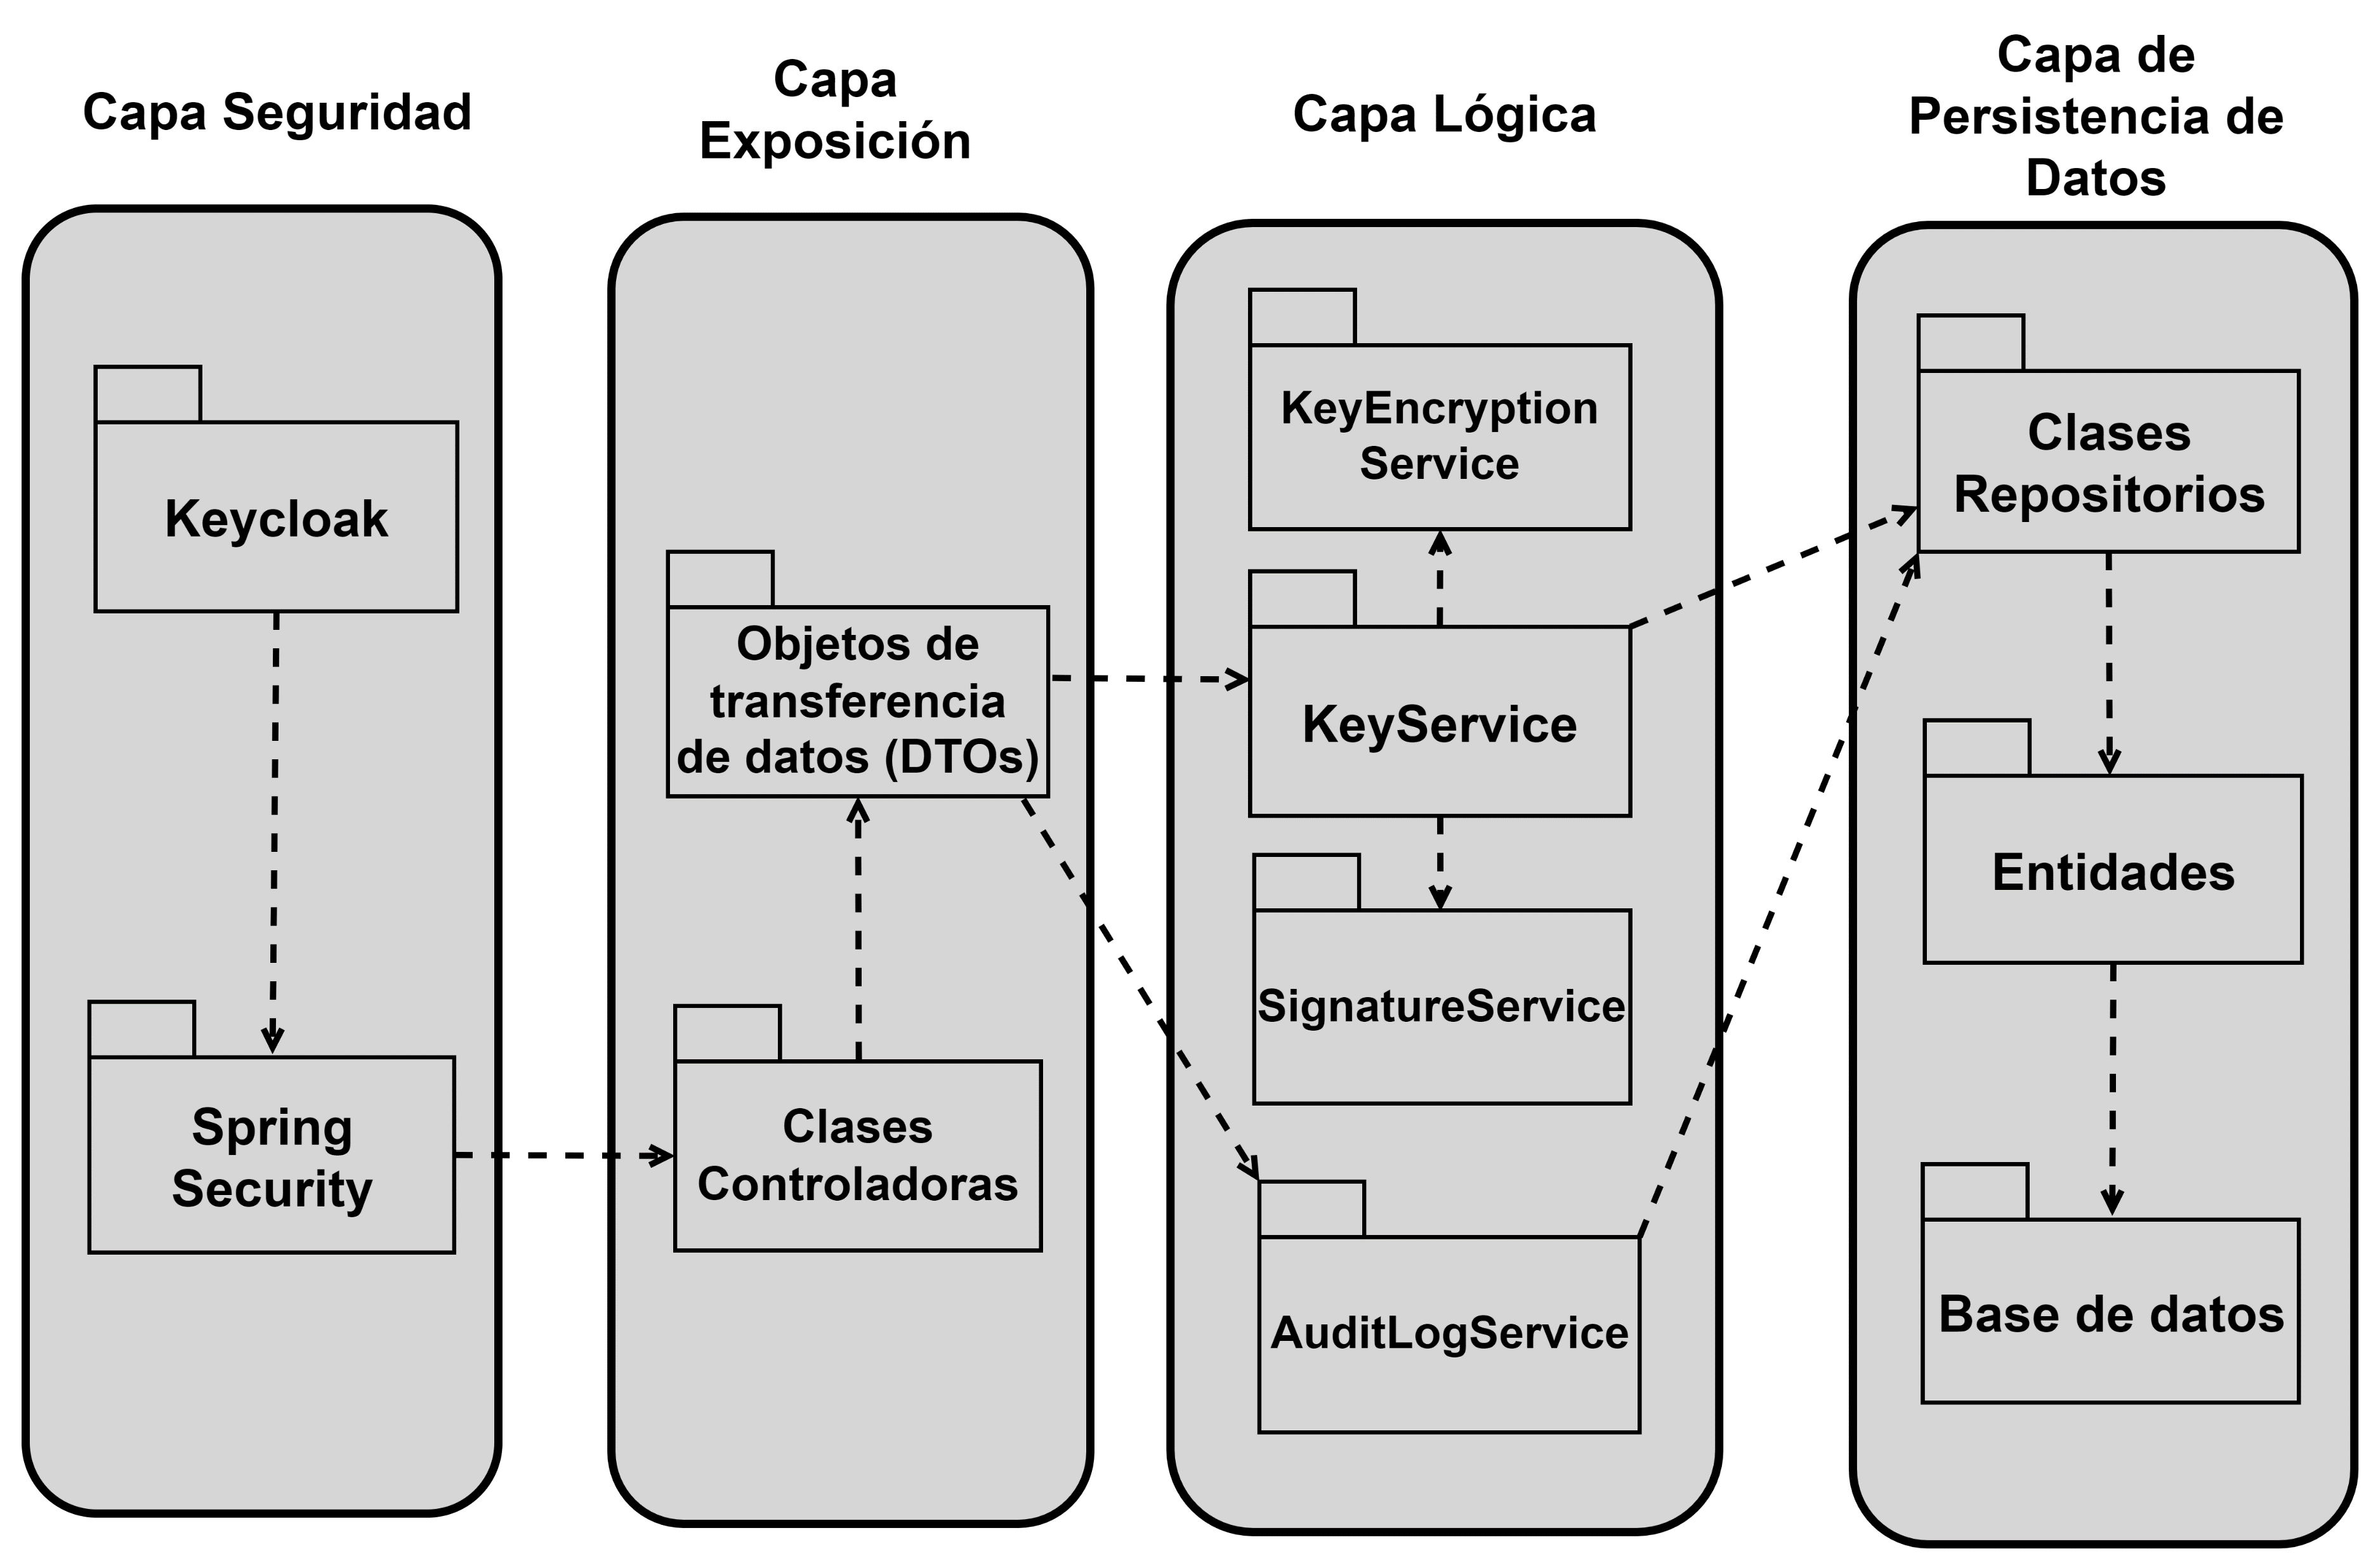 Capa Seguridad
Keycloak
Spring
Security
Capa
Exposición
Objetos de
transferencia
de datos (DTOs)
Clases
Controladoras
Capa Lógica
KeyEncryption
Service
KeyService
SignatureService
AuditLogService
Capa de
Persistencia de
Datos
Clases
Repositorios
Entidades
Base de datos